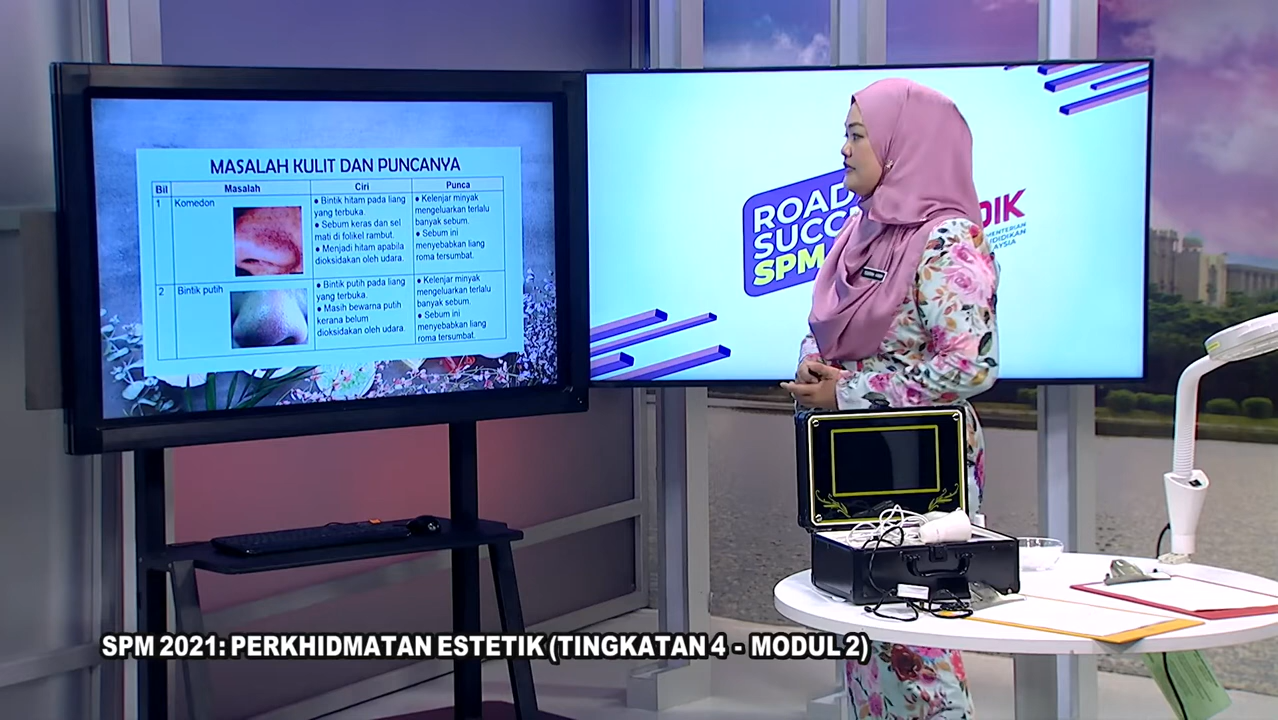 MASALAH KULIT DAN PUNCANYA
Bil Masalah Ciri Punca
1 Komedon
• Bintik hitam pada liang
yang terbuka.
• Sebum keras dan sel
mati di folikel rambut.
• Menjadi hitam apabila
dioksidakan oleh udara.
• Kelenjar minyak
mengeluarkan terlalu
banyak sebum.
• Sebum ini
menyebabkan liang
roma tersumbat.
2 Bintik putih
• Bintik putih pada liang
yang terbuka.
• Masih bewarna putih
kerana belum
dioksidakan oleh udara.
• Kelenjar minyak
mengeluarkan terlalu
banyak sebum.
• Sebum ini
menyebabkan liang
roma tersumbat.
ROAD
SUCC
SPM
DIK
SPM 2021: PERKHIDMATAN ESTETIK (TINGKATAN 4 - MODUL 2)